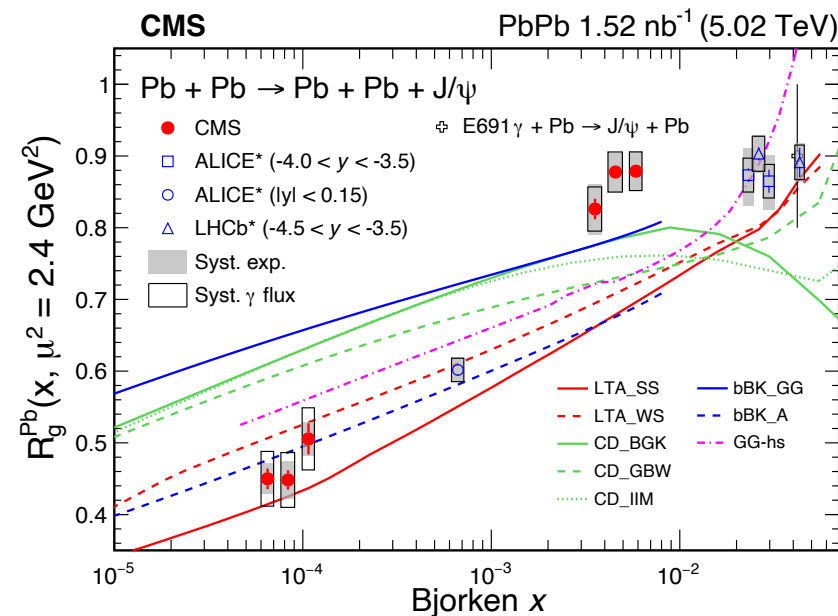 CMS PbPb 1.52 nb⁻¹ (5.02 TeV)
Pb + Pb → Pb + Pb + J/ψ
CMS
ALICE* (-4.0 < y < -3.5)
ALICE* (|y| < 0.15)
LHCb* (-4.5 < y < -3.5)
Syst. exp.
Syst. γ flux
E691 γ + Pb → J/ψ + Pb
LTA_SS
LTA_WS
CD_BGK
CD_GBW
CD_IIM
bBK_GG
bBK_A
GG-hs
R_g^Pb(x, μ² = 2.4 GeV²)
1
0.9
0.8
0.7
0.6
0.5
0.4
10⁻⁵ 10⁻⁴ 10⁻³ 10⁻²
Bjorken x